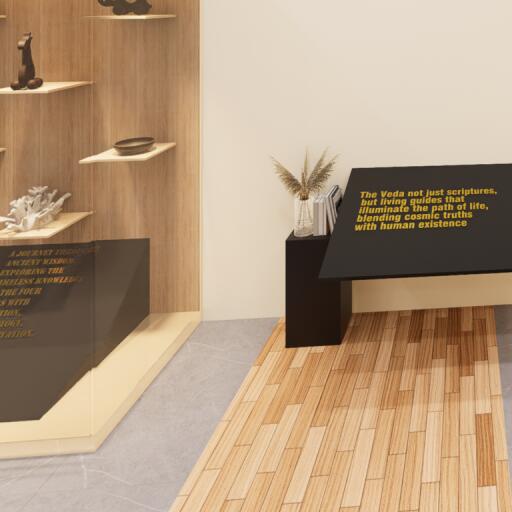 A JOURNEY THROUGH
ANCIENT WISDOM,
EXPLORING THE
TIMELESS KNOWLEDGE
THE FOUR
WITH
The Veda not just scriptures,
but living guides that
illuminate the path of life,
blending cosmic truths
with human existence